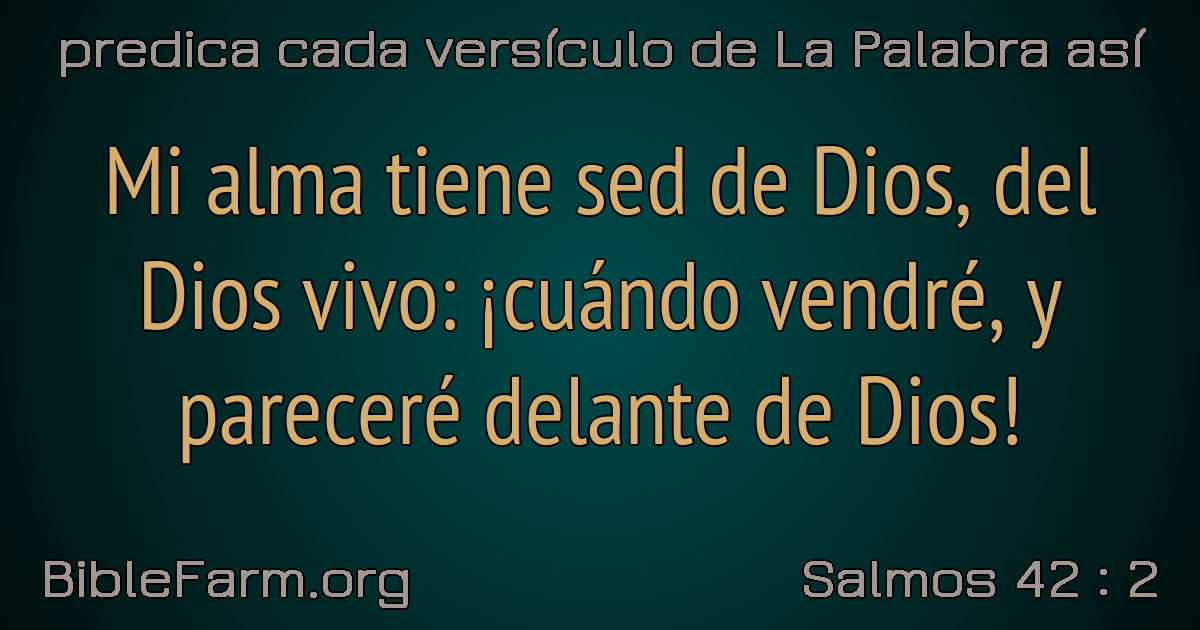 predica cada versículo de La Palabra así
Mi alma tiene sed de Dios, del
Dios vivo: ¡cuándo vendré, y
pareceré delante de Dios!
BibleFarm.org
Salmos 42 : 2